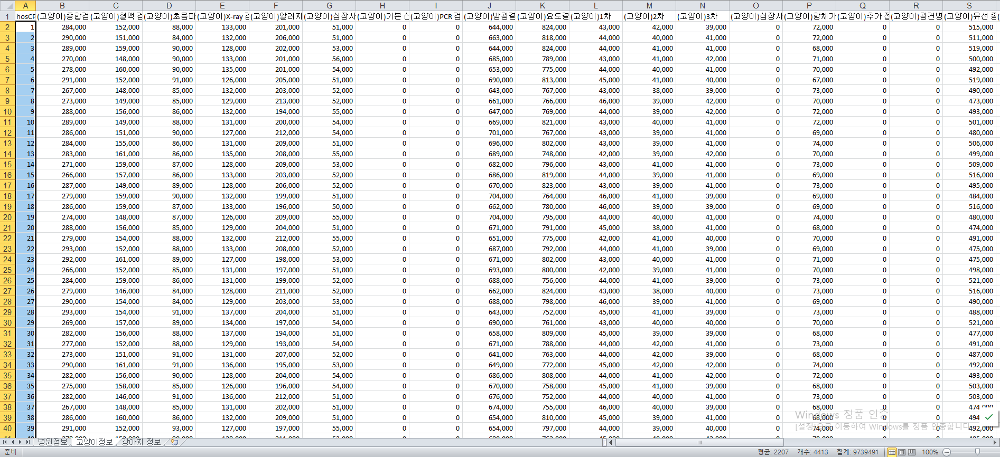 A B C D E F G H I J K L M N O P Q R S
1 hosCP (고양이)종합검 (고양이)혈액 검 (고양이)초음파 (고양이)X-ray 검 (고양이)알러지 (고양이)심장사 (고양이)기본 신 (고양이)PCR 검 (고양이)방광결 (고양이)요도결 (고양이)1차 (고양이)2차 (고양이)3차 (고양이)심장사 (고양이)항체가 (고양이)추가 접 (고양이)광견병 (고양이)유선 종
2 1 284,000 152,000 88,000 133,000 201,000 51,000 0 0 644,000 824,000 43,000 42,000 39,000 0 72,000 0 0 515,000
3 2 290,000 151,000 84,000 132,000 206,000 51,000 0 0 663,000 818,000 44,000 40,000 41,000 0 72,000 0 0 511,000
4 3 289,000 159,000 90,000 128,000 202,000 53,000 0 0 644,000 824,000 44,000 41,000 41,000 0 68,000 0 0 519,000
5 4 270,000 148,000 90,000 133,000 201,000 56,000 0 0 685,000 789,000 43,000 41,000 42,000 0 71,000 0 0 500,000
6 5 278,000 160,000 90,000 135,000 201,000 54,000 0 0 653,000 775,000 44,000 40,000 41,000 0 70,000 0 0 492,000
7 6 291,000 152,000 91,000 126,000 205,000 51,000 0 0 690,000 813,000 45,000 41,000 40,000 0 67,000 0 0 519,000
8 7 267,000 148,000 85,000 132,000 203,000 52,000 0 0 643,000 767,000 44,000 38,000 39,000 0 73,000 0 0 490,000
9 8 273,000 149,000 85,000 129,000 213,000 52,000 0 0 661,000 766,000 46,000 39,000 42,000 0 70,000 0 0 473,000
10 9 288,000 156,000 86,000 132,000 194,000 55,000 0 0 647,000 769,000 44,000 39,000 42,000 0 72,000 0 0 493,000
11 10 289,000 149,000 88,000 131,000 200,000 54,000 0 0 669,000 821,000 43,000 40,000 41,000 0 72,000 0 0 501,000
12 11 286,000 151,000 90,000 127,000 212,000 54,000 0 0 701,000 767,000 43,000 39,000 41,000 0 69,000 0 0 480,000
13 12 284,000 155,000 86,000 131,000 209,000 51,000 0 0 696,000 802,000 43,000 39,000 41,000 0 74,000 0 0 506,000
14 13 283,000 161,000 86,000 135,000 208,000 55,000 0 0 689,000 748,000 42,000 39,000 42,000 0 70,000 0 0 499,000
15 14 271,000 159,000 87,000 128,000 209,000 53,000 0 0 682,000 796,000 43,000 41,000 41,000 0 73,000 0 0 509,000
16 15 266,000 157,000 86,000 133,000 203,000 52,000 0 0 686,000 819,000 44,000 39,000 41,000 0 69,000 0 0 516,000
17 16 287,000 149,000 89,000 128,000 206,000 52,000 0 0 670,000 823,000 43,000 39,000 41,000 0 73,000 0 0 495,000
18 17 279,000 159,000 90,000 132,000 199,000 51,000 0 0 704,000 764,000 46,000 41,000 39,000 0 69,000 0 0 484,000
19 18 286,000 159,000 87,000 133,000 196,000 50,000 0 0 662,000 780,000 46,000 39,000 39,000 0 69,000 0 0 516,000
20 19 274,000 148,000 87,000 126,000 209,000 55,000 0 0 704,000 795,000 44,000 40,000 41,000 0 74,000 0 0 480,000
21 20 288,000 156,000 85,000 129,000 204,000 51,000 0 0 671,000 791,000 45,000 38,000 41,000 0 68,000 0 0 474,000
22 21 279,000 154,000 88,000 132,000 212,000 55,000 0 0 651,000 775,000 42,000 41,000 40,000 0 70,000 0 0 491,000
23 22 293,000 152,000 88,000 133,000 208,000 52,000 0 0 687,000 792,000 44,000 41,000 39,000 0 69,000 0 0 475,000
24 23 292,000 161,000 89,000 127,000 198,000 53,000 0 0 671,000 802,000 43,000 40,000 41,000 0 71,000 0 0 475,000
25 24 266,000 152,000 85,000 131,000 197,000 51,000 0 0 693,000 800,000 42,000 39,000 41,000 0 70,000 0 0 498,000
26 25 284,000 159,000 86,000 131,000 199,000 52,000 0 0 688,000 756,000 44,000 41,000 39,000 0 73,000 0 0 521,000
27 26 279,000 146,000 84,000 128,000 211,000 52,000 0 0 662,000 824,000 43,000 38,000 40,000 0 73,000 0 0 516,000
28 27 290,000 154,000 84,000 129,000 203,000 53,000 0 0 688,000 798,000 46,000 39,000 41,000 0 69,000 0 0 490,000
29 28 293,000 154,000 91,000 137,000 204,000 51,000 0 0 643,000 752,000 45,000 41,000 39,000 0 73,000 0 0 488,000
30 29 269,000 157,000 89,000 134,000 197,000 54,000 0 0 690,000 761,000 43,000 40,000 40,000 0 70,000 0 0 521,000
31 30 282,000 156,000 88,000 137,000 194,000 51,000 0 0 658,000 809,000 45,000 39,000 39,000 0 68,000 0 0 477,000
32 31 277,000 152,000 88,000 129,000 193,000 54,000 0 0 671,000 788,000 44,000 42,000 41,000 0 73,000 0 0 491,000
33 32 273,000 151,000 91,000 131,000 207,000 52,000 0 0 641,000 763,000 44,000 42,000 39,000 0 68,000 0 0 487,000
34 33 290,000 161,000 91,000 136,000 195,000 53,000 0 0 649,000 772,000 45,000 42,000 42,000 0 74,000 0 0 492,000
35 34 282,000 156,000 90,000 128,000 204,000 54,000 0 0 686,000 808,000 44,000 41,000 42,000 0 72,000 0 0 493,000
36 35 275,000 158,000 85,000 126,000 196,000 54,000 0 0 670,000 758,000 45,000 41,000 39,000 0 68,000 0 0 503,000
37 36 282,000 146,000 91,000 136,000 212,000 51,000 0 0 676,000 752,000 44,000 40,000 41,000 0 73,000 0 0 503,000
38 37 267,000 148,000 85,000 131,000 202,000 51,000 0 0 674,000 755,000 46,000 40,000 39,000 0 68,000 0 0 474,000
39 38 286,000 160,000 86,000 132,000 209,000 51,000 0 0 654,000 810,000 45,000 40,000 41,000 0 68,000 0 0 494
40 39 291,000 152,000 93,000 127,000 197,000 55,000 0 0 654,000 797,000 44,000 39,000 40,000 0 74,000 0 0 492,000
Windows 정품 인증
[설정]으로 이동하여 Windows를 정품 인증합니다.
병원정보 고양이정보 강아지 정보
준비 평균: 2207 개수: 4413 합계: 9739491 100%